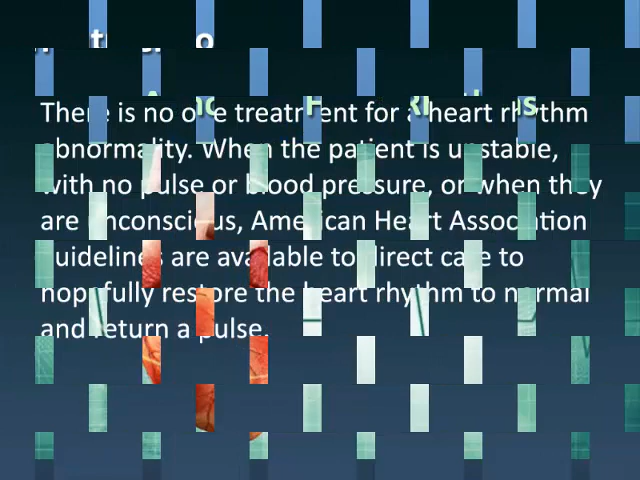 There is no one treatment for a heart rhythm
abnormality. When the patient is unstable,
with no pulse or blood pressure, or when they
are unconscious, American Heart Association
Guidelines are available to direct care to
hopefully restore the heart rhythm to normal
and return a pulse.